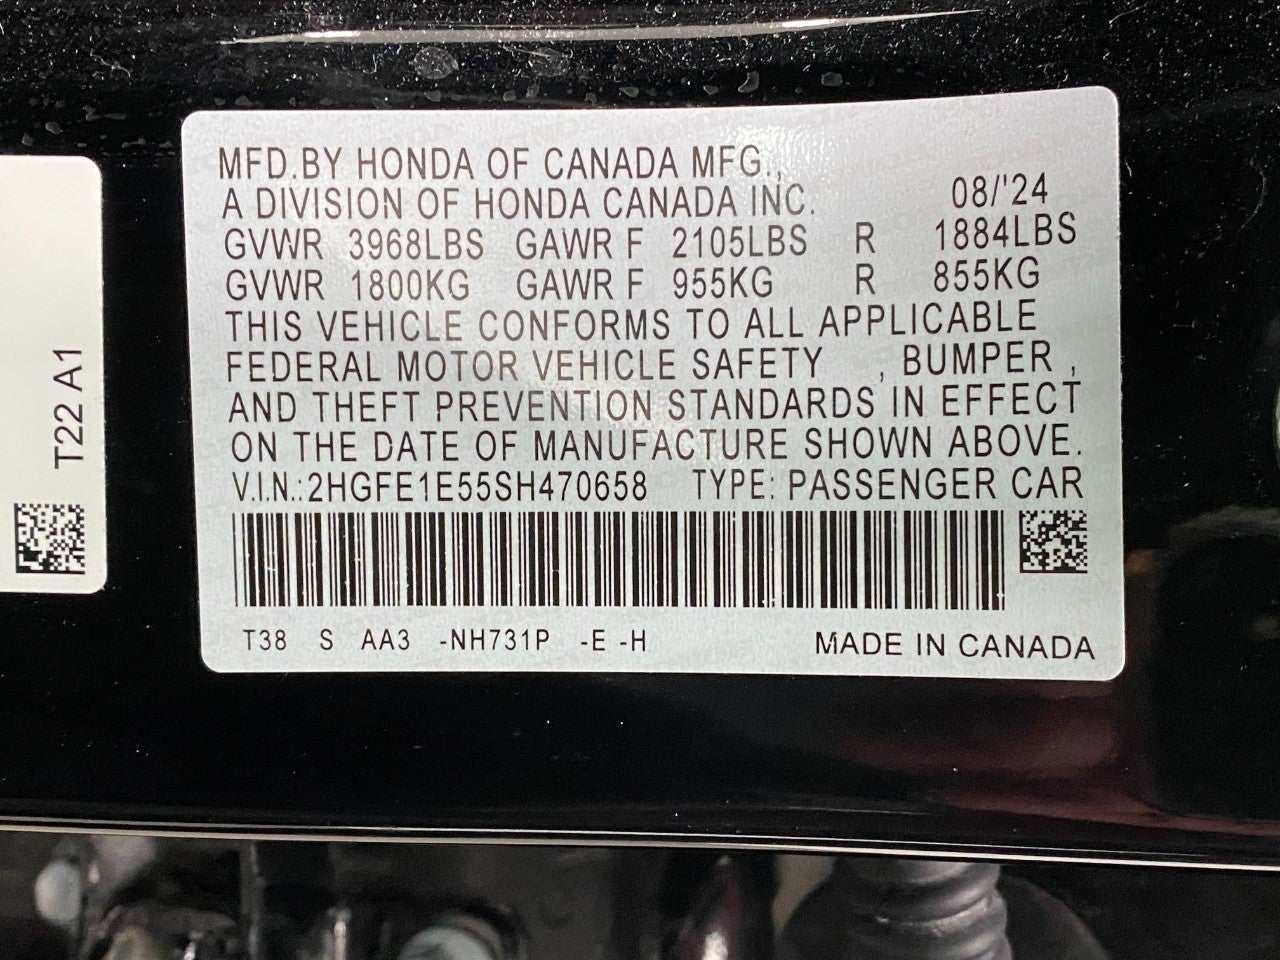 MFD.BY HONDA OF CANADA MFG.,
A DIVISION OF HONDA CANADA INC. 08/'24
GVWR 3968LBS GAWR F 2105LBS R 1884LBS
GVWR 1800KG GAWR F 955KG R 855KG
THIS VEHICLE CONFORMS TO ALL APPLICABLE
FEDERAL MOTOR VEHICLE SAFETY , BUMPER ,
AND THEFT PREVENTION STANDARDS IN EFFECT
ON THE DATE OF MANUFACTURE SHOWN ABOVE.
V.I.N.:2HGFE1E55SH470658 TYPE: PASSENGER CAR
T38 S AA3 -NH731P -E -H MADE IN CANADA
T22 A1